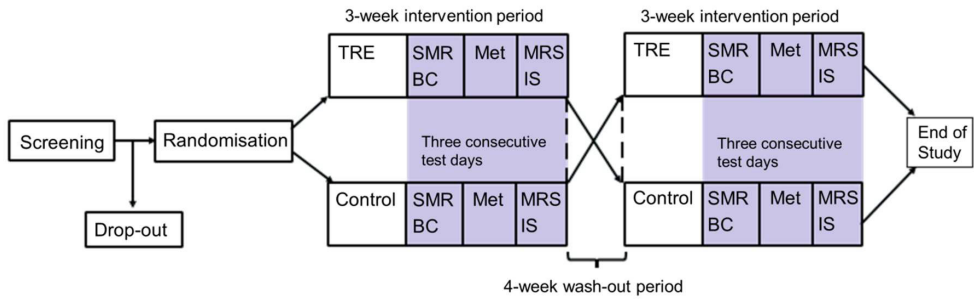 3-week intervention period
3-week intervention period
TRE
SMR
BC
Met
MRS
IS
TRE
SMR
BC
Met
MRS
IS
Screening
Randomisation
Three consecutive
test days
Three consecutive
test days
End of
Study
Control
SMR
BC
Met
MRS
IS
Control
SMR
BC
Met
MRS
IS
Drop-out
4-week wash-out period